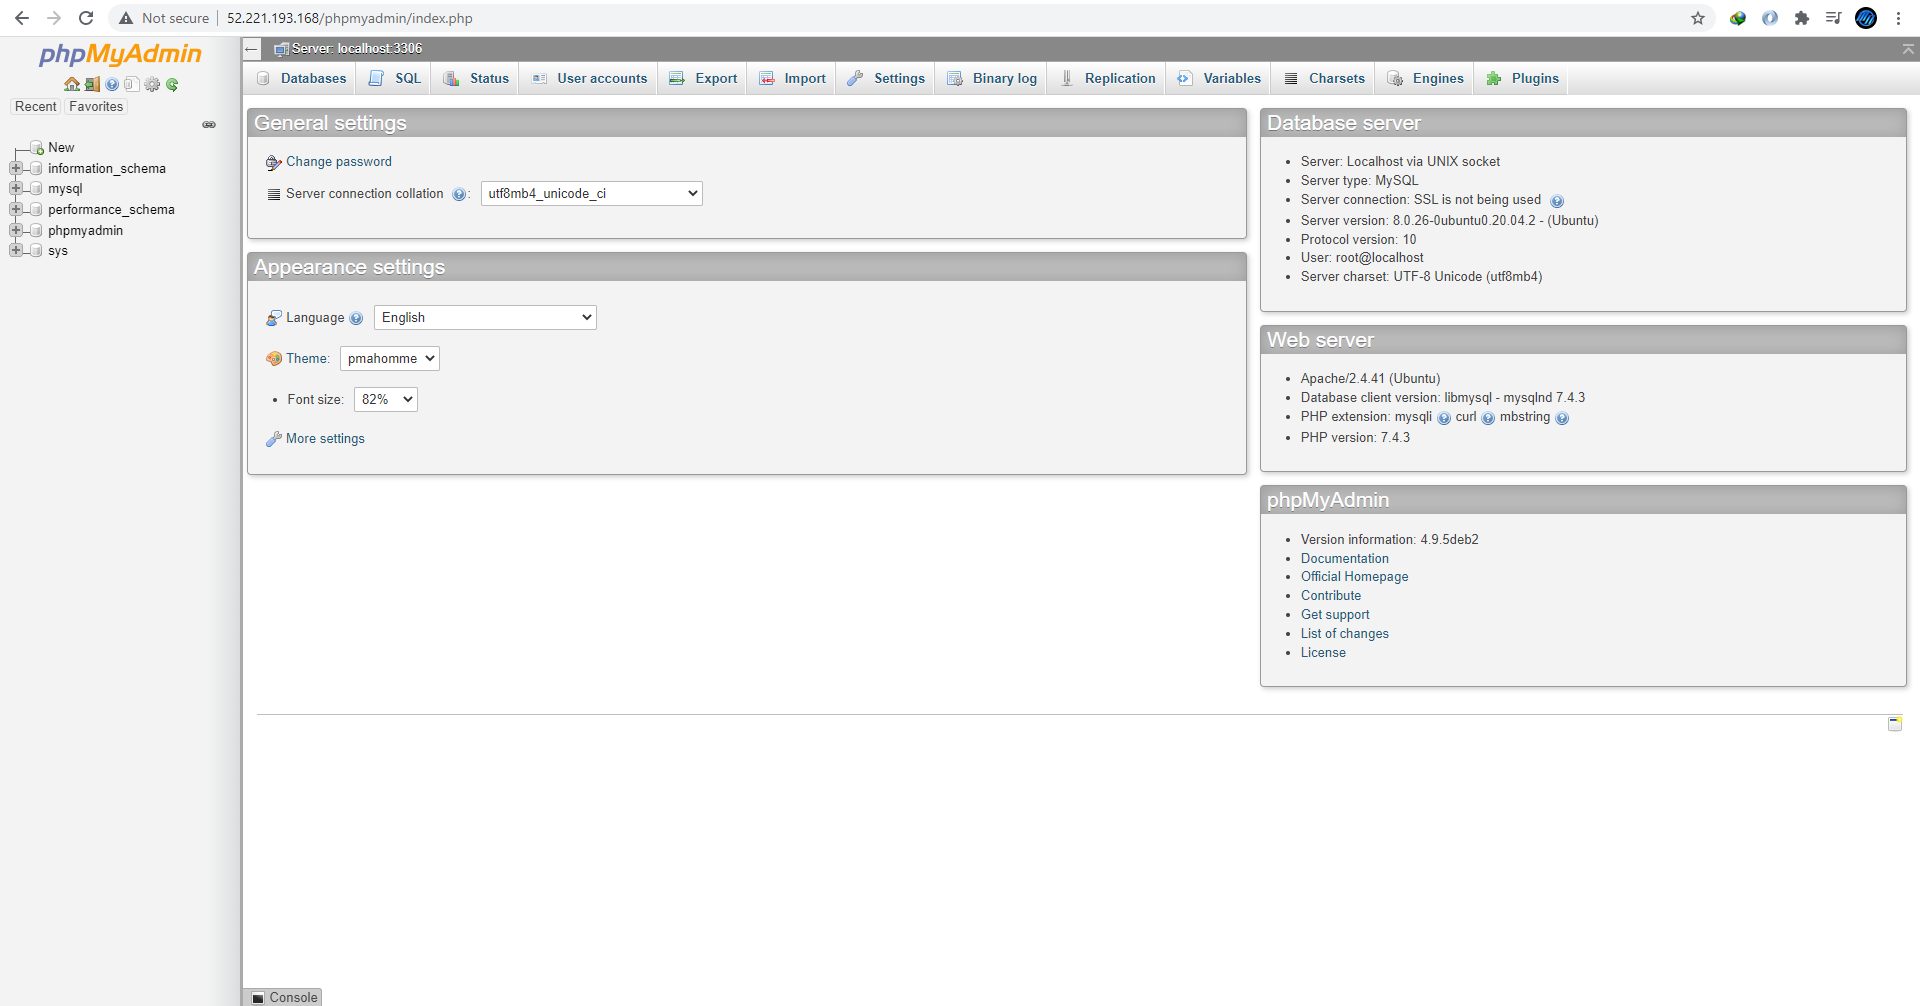 Not secure 52.221.193.168/phpmyadmin/index.php
phpMyAdmin
Recent Favorites
New
information_schema
mysql
performance_schema
phpmyadmin
sys
Server: localhost:3306
Databases SQL Status User accounts Export Import Settings Binary log Replication Variables Charsets Engines Plugins
General settings
Change password
Server connection collation : utf8mb4_unicode_ci
Appearance settings
Language English
Theme: pmahomme
Font size: 82%
More settings
Database server
Server: Localhost via UNIX socket
Server type: MySQL
Server connection: SSL is not being used
Server version: 8.0.26-0ubuntu0.20.04.2 - (Ubuntu)
Protocol version: 10
User: root@localhost
Server charset: UTF-8 Unicode (utf8mb4)
Web server
Apache/2.4.41 (Ubuntu)
Database client version: libmysql - mysqlnd 7.4.3
PHP extension: mysqli curl mbstring
PHP version: 7.4.3
phpMyAdmin
Version information: 4.9.5deb2
Documentation
Official Homepage
Contribute
Get support
List of changes
License
Console